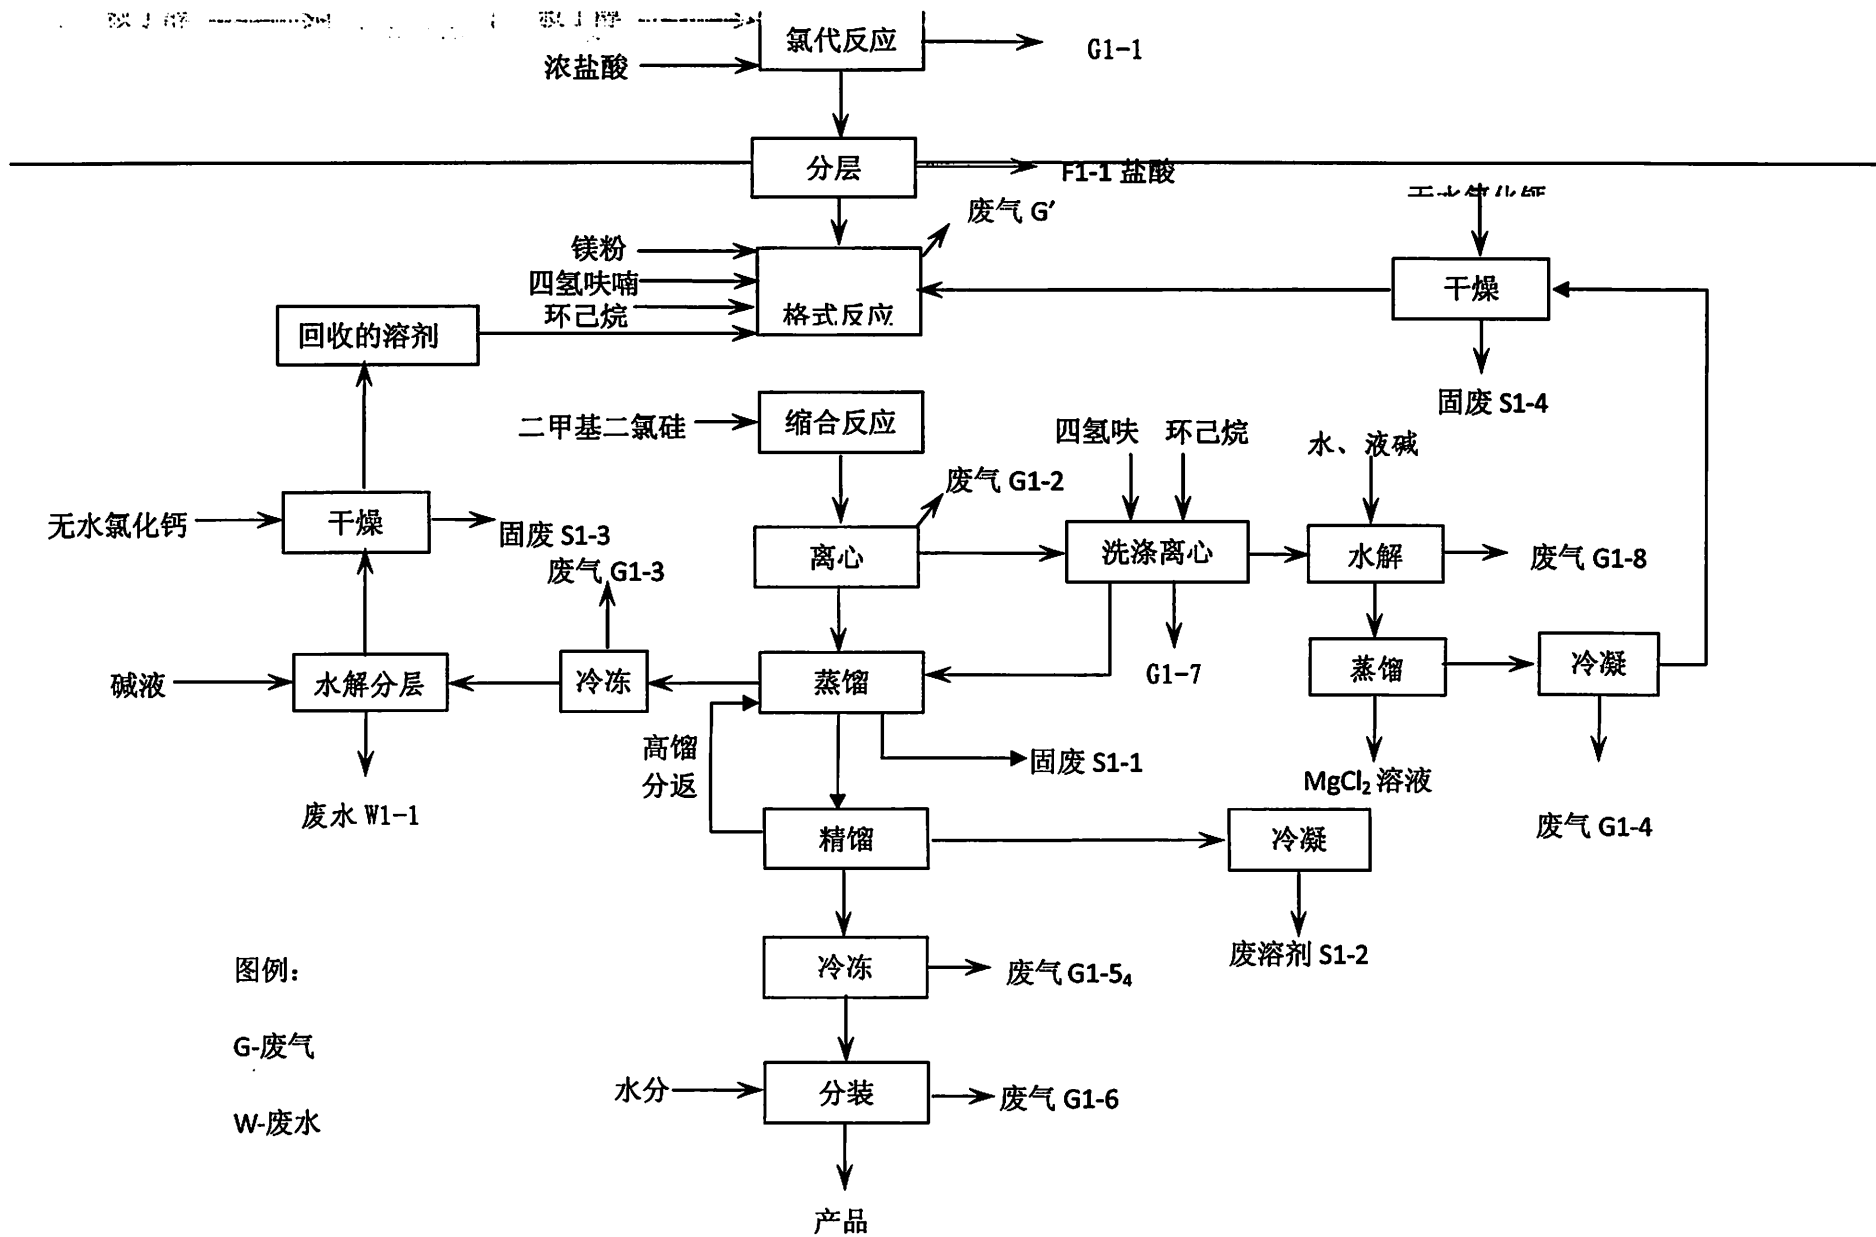 氯代反应
G1-1
浓盐酸
分层
F1-1 盐酸
废气 G′
镁粉
四氢呋喃
环己烷
格式反应
干燥
回收的溶剂
固废 S1-4
二甲基二氯硅
缩合反应
四氢呋
环己烷
水、液碱
废气 G1-2
无水氯化钙
干燥
固废 S1-3
离心
洗涤离心
水解
废气 G1-8
废气 G1-3
碱液
水解分层
冷冻
蒸馏
G1-7
蒸馏
冷凝
高馏
分返
固废 S1-1
MgCl₂ 溶液
废水 W1-1
精馏
冷凝
废气 G1-4
图例：
冷冻
废气 G1-5₄
废溶剂 S1-2
G-废气
水分
分装
废气 G1-6
W-废水
产品